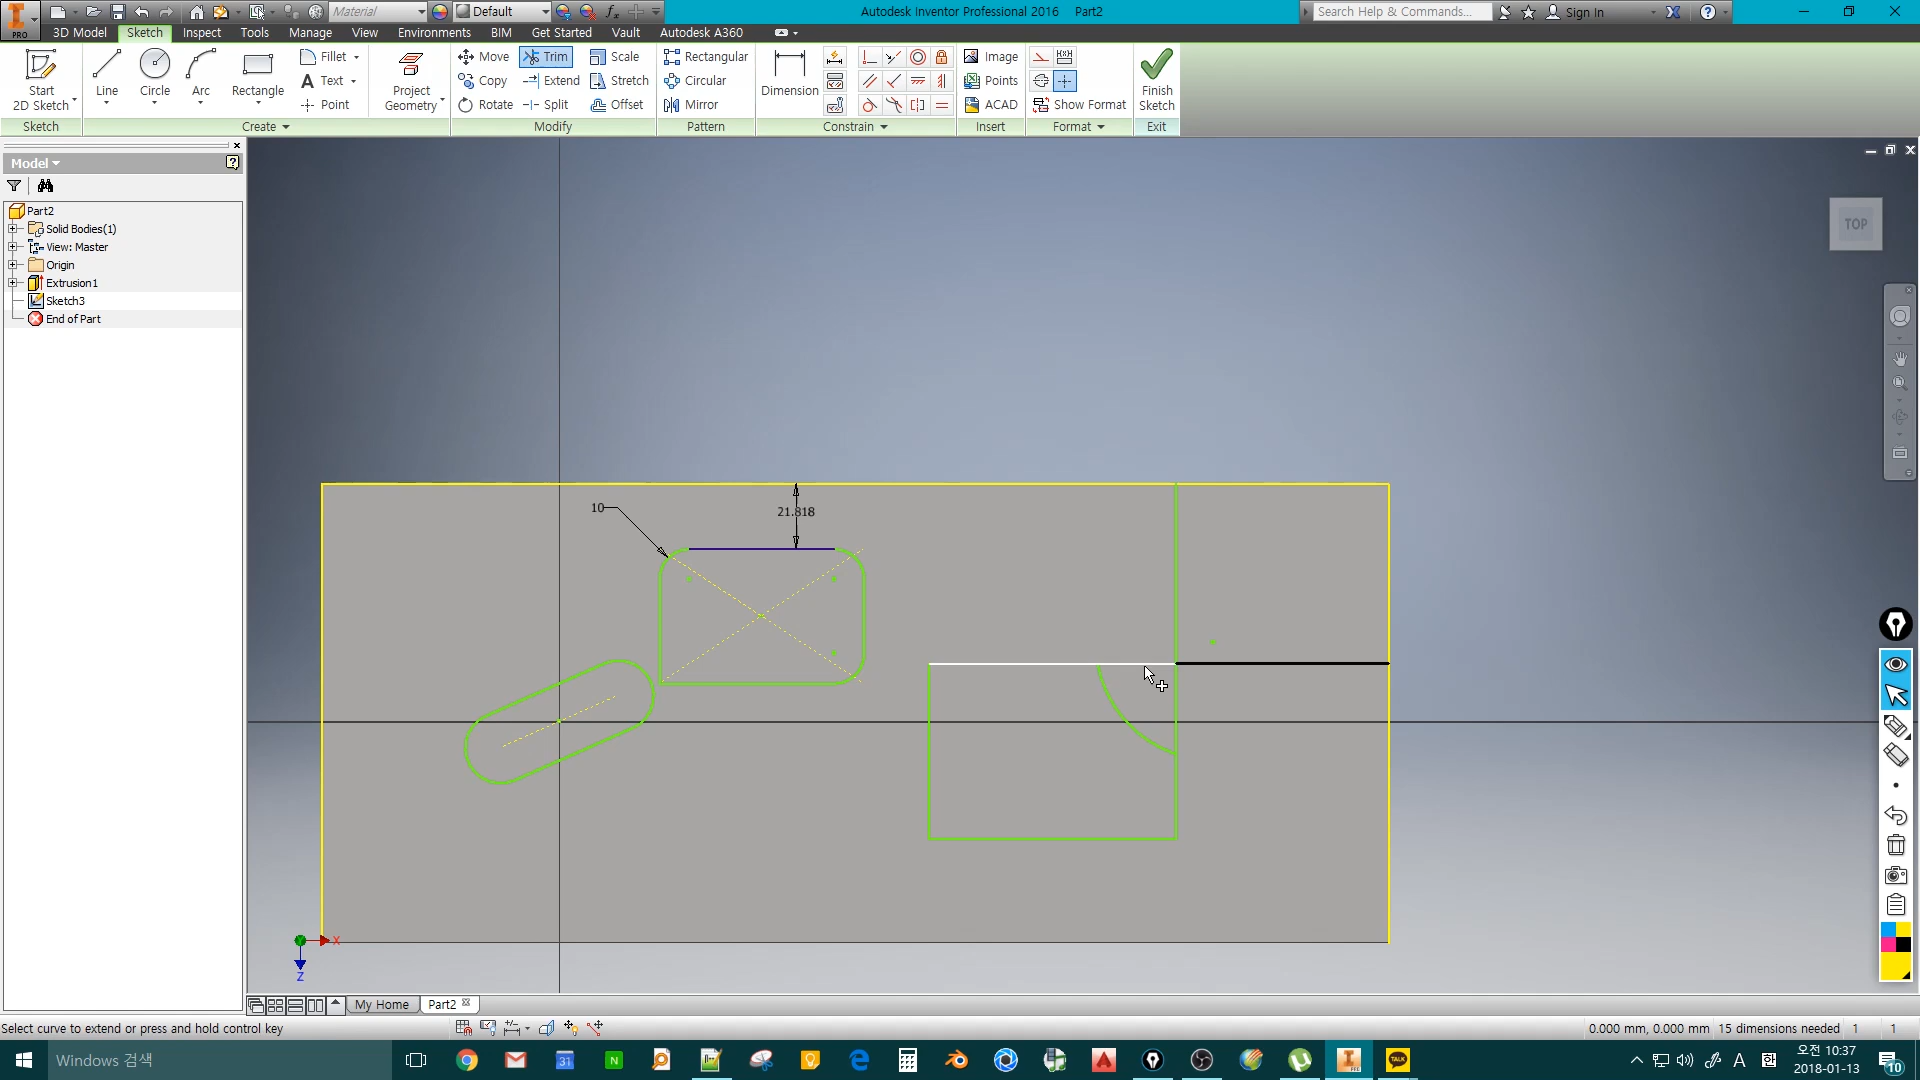 Material
Default
Autodesk Inventor Professional 2016 Part2
Search Help & Commands...
Sign In
PRO
3D Model Sketch Inspect Tools Manage View Environments BIM Get Started Vault Autodesk A360
Start
2D Sketch
Line
Circle
Arc
Rectangle
Fillet
Text
Point
Project
Geometry
Move
Copy
Rotate
Trim
Extend
Split
Scale
Stretch
Offset
Rectangular
Circular
Mirror
Dimension
Image
Points
ACAD
Show Format
Finish
Sketch
Sketch
Create
Modify
Pattern
Constrain
Insert
Format
Exit
Model
Part2
Solid Bodies(1)
View: Master
Origin
Extrusion1
Sketch3
End of Part
TOP
10
21.818
X
Z
My Home
Part2
Select curve to extend or press and hold control key
0.000 mm, 0.000 mm 15 dimensions needed 1 1
Windows 검색
오전 10:37
2018-01-13